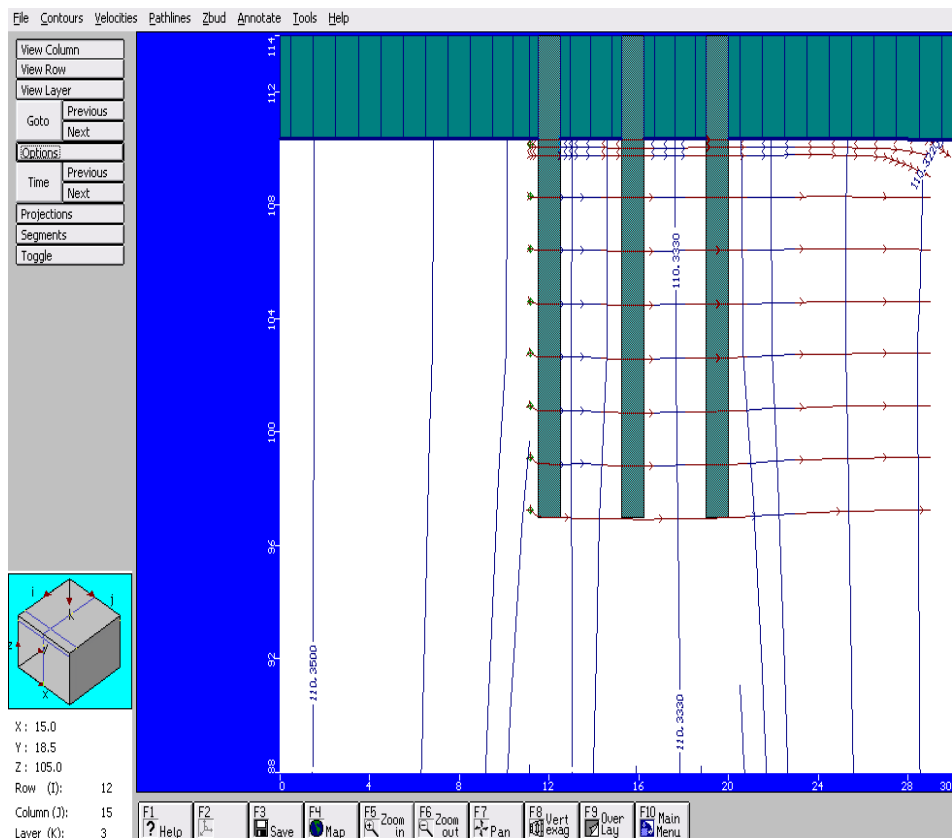 File Contours Velocities Pathlines Zbud Annotate Tools Help
View Column
View Row
View Layer
Goto
Previous
Next
Options
Time
Previous
Next
Projections
Segments
Toggle
114
112
108
104
100
96
92
88
110.3500
110.3330
110.3330
0 4 8 12 16 20 24 28 30
i j
k
z
y
x
X: 15.0
Y: 18.5
Z: 105.0
Row (I): 12
Column (J): 15
Layer (K): 3
F1 ? Help
F2
F3 Save
F4 Map
F5 Zoom in
F6 Zoom out
F7 Pan
F8 Vert exag
F9 Over Lay
F10 Main Menu